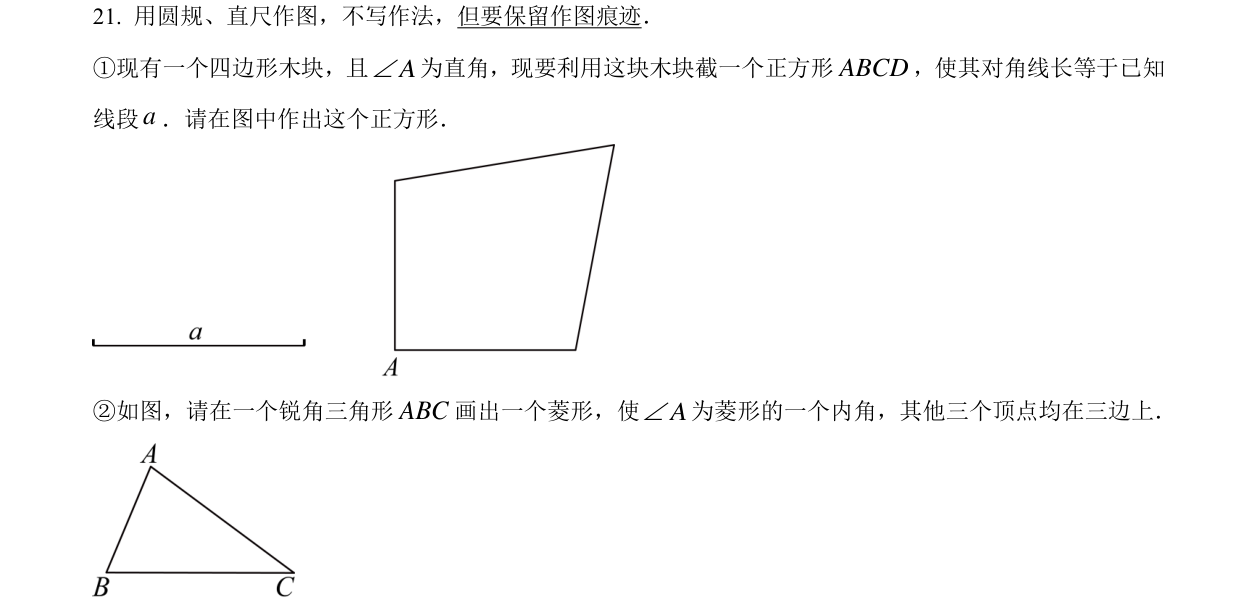 21. 用圆规、直尺作图，不写作法，但要保留作图痕迹．
①现有一个四边形木块，且∠A为直角，现要利用这块木块截一个正方形ABCD，使其对角线长等于已知
线段a．请在图中作出这个正方形．
a
A
②如图，请在一个锐角三角形ABC画出一个菱形，使∠A为菱形的一个内角，其他三个顶点均在三边上．
A
B
C